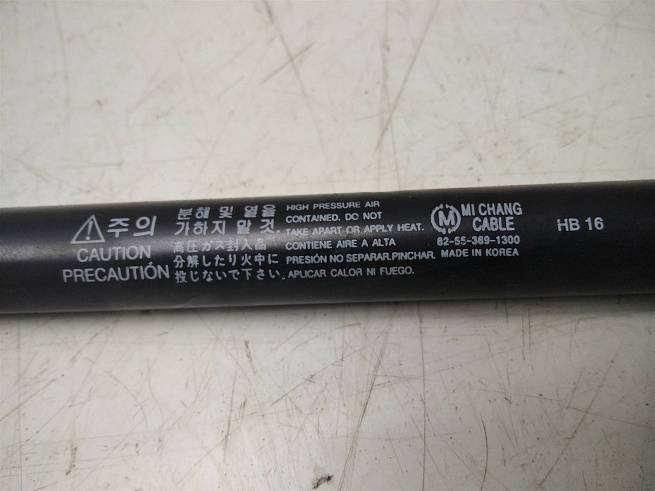 주의
CAUTION
PRECAUTIÓN
분해 및 열을
가하지 말 것.
高圧ガス封入品
分解したり火中に
投じないで下さい.
HIGH PRESSURE AIR
CONTAINED. DO NOT
TAKE APART OR APPLY HEAT.
CONTIENE AIRE A ALTA
PRESIÓN NO SEPARAR.PINCHAR.
APLICAR CALOR NI FUEGO.
M
MI CHANG
CABLE
82-55-389-1300
MADE IN KOREA
HB 16